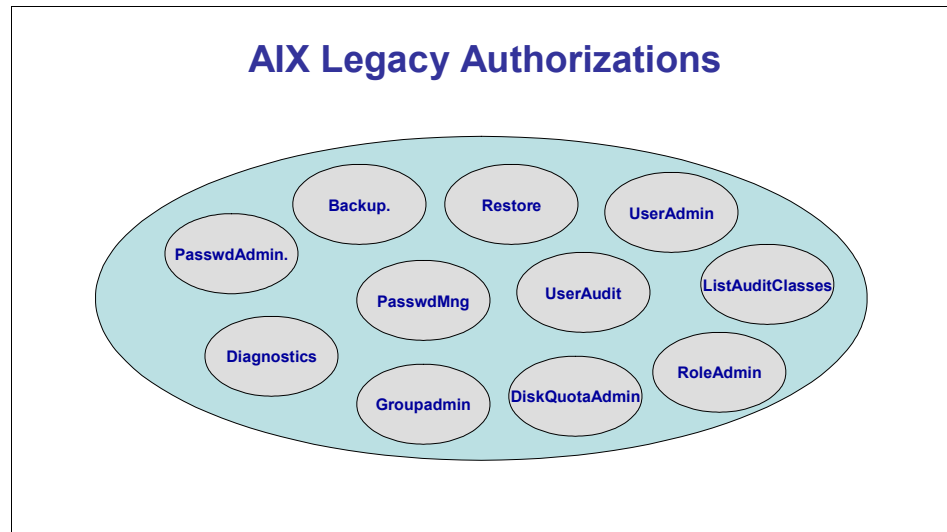 AIX Legacy Authorizations
Backup.
Restore
UserAdmin
PasswdAdmin.
ListAuditClasses
PasswdMng
UserAudit
Diagnostics
RoleAdmin
Groupadmin
DiskQuotaAdmin